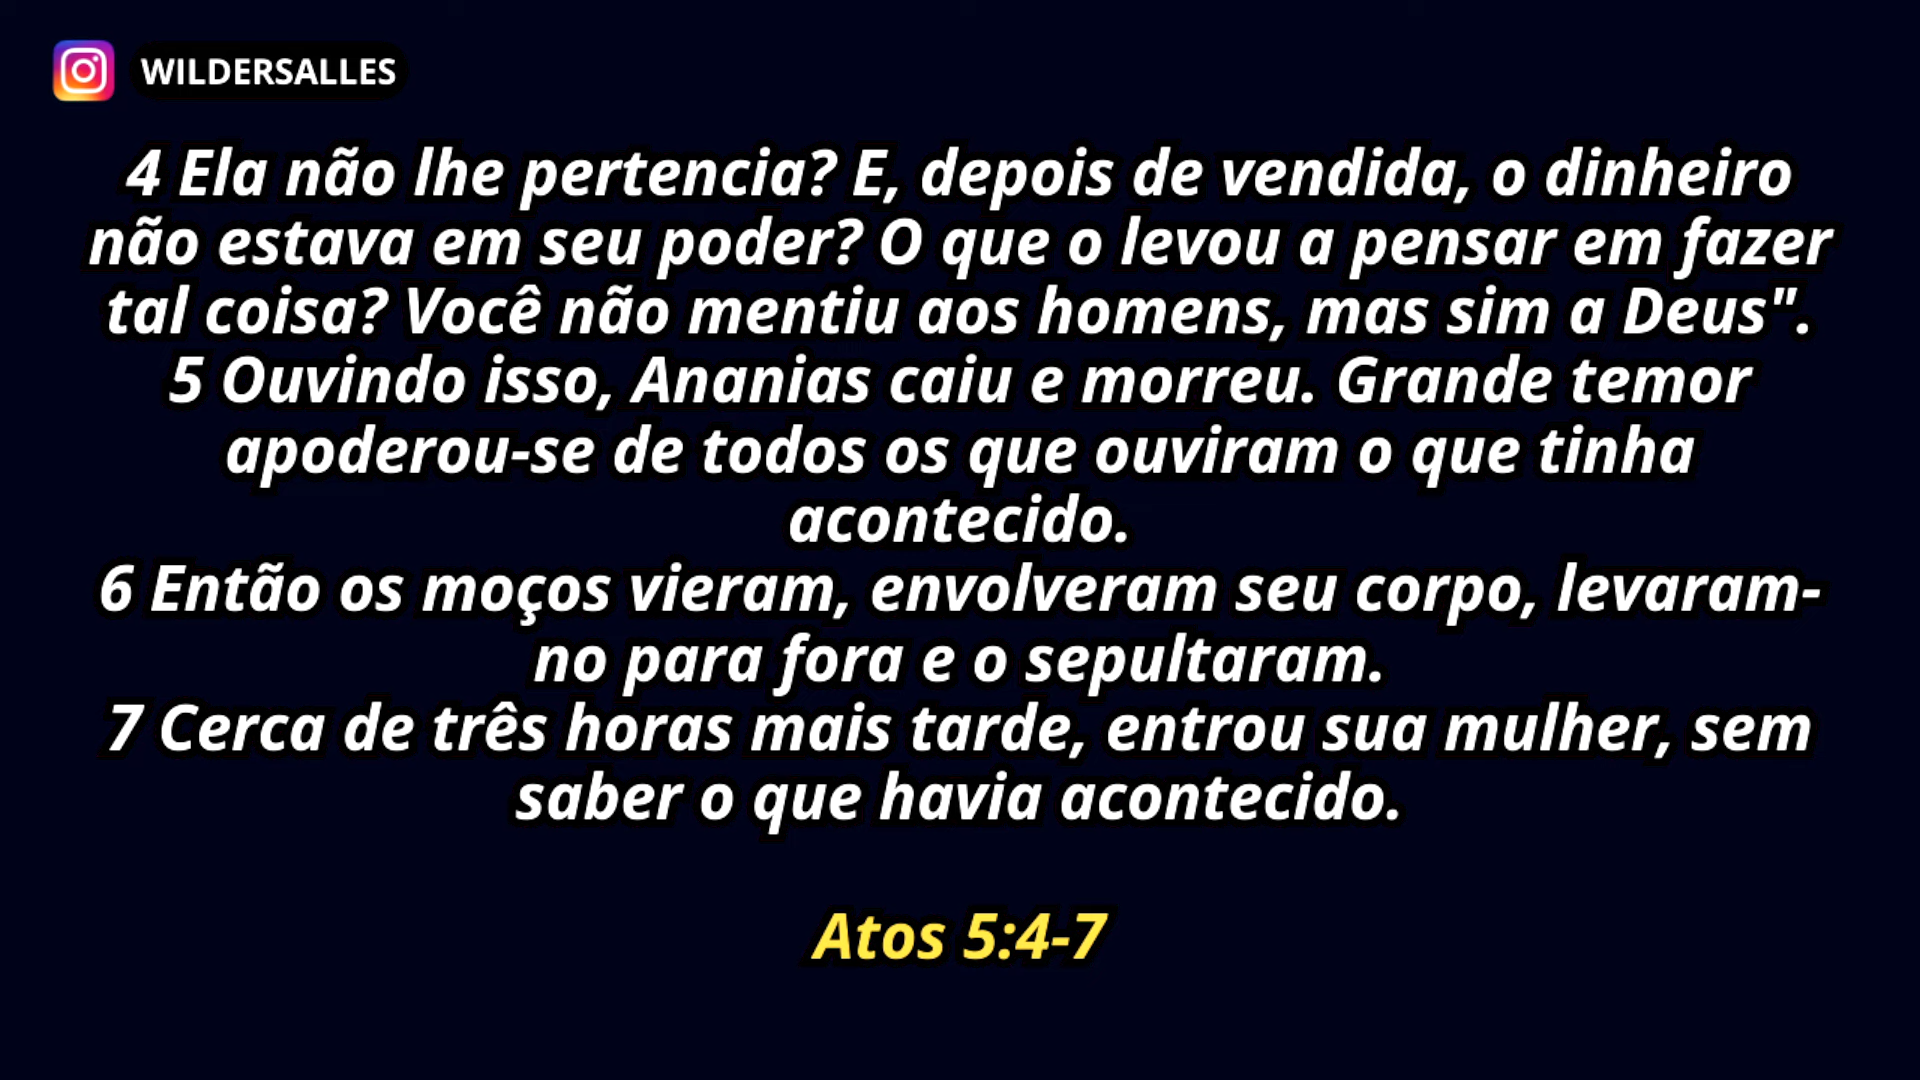 WILDERSALLES
4 Ela não lhe pertencia? E, depois de vendida, o dinheiro
não estava em seu poder? O que o levou a pensar em fazer
tal coisa? Você não mentiu aos homens, mas sim a Deus".
5 Ouvindo isso, Ananias caiu e morreu. Grande temor
apoderou-se de todos os que ouviram o que tinha
acontecido.
6 Então os moços vieram, envolveram seu corpo, levaram-
no para fora e o sepultaram.
7 Cerca de três horas mais tarde, entrou sua mulher, sem
saber o que havia acontecido.
Atos 5:4-7